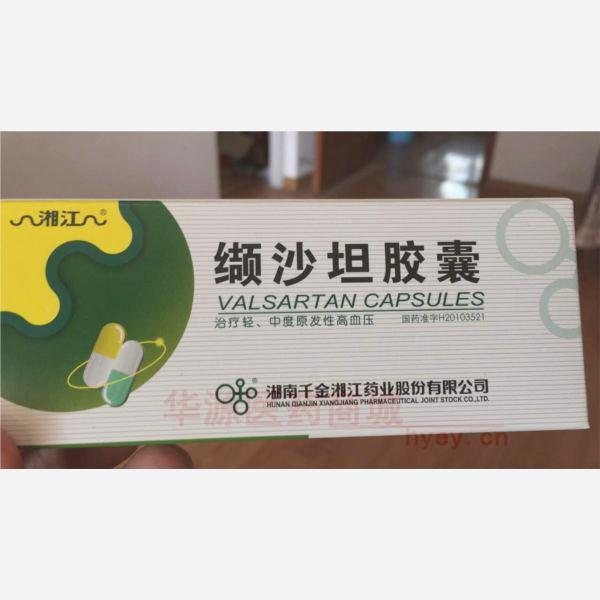 湘江®
缬沙坦胶囊
VALSARTAN CAPSULES
治疗轻、中度原发性高血压 国药准字H20103521
湖南千金湘江药业股份有限公司
HUNAN QIANJIN XIANGJIANG PHARMACEUTICAL JOINT STOCK CO.,LTD.
华源医药商城
hyey.cn